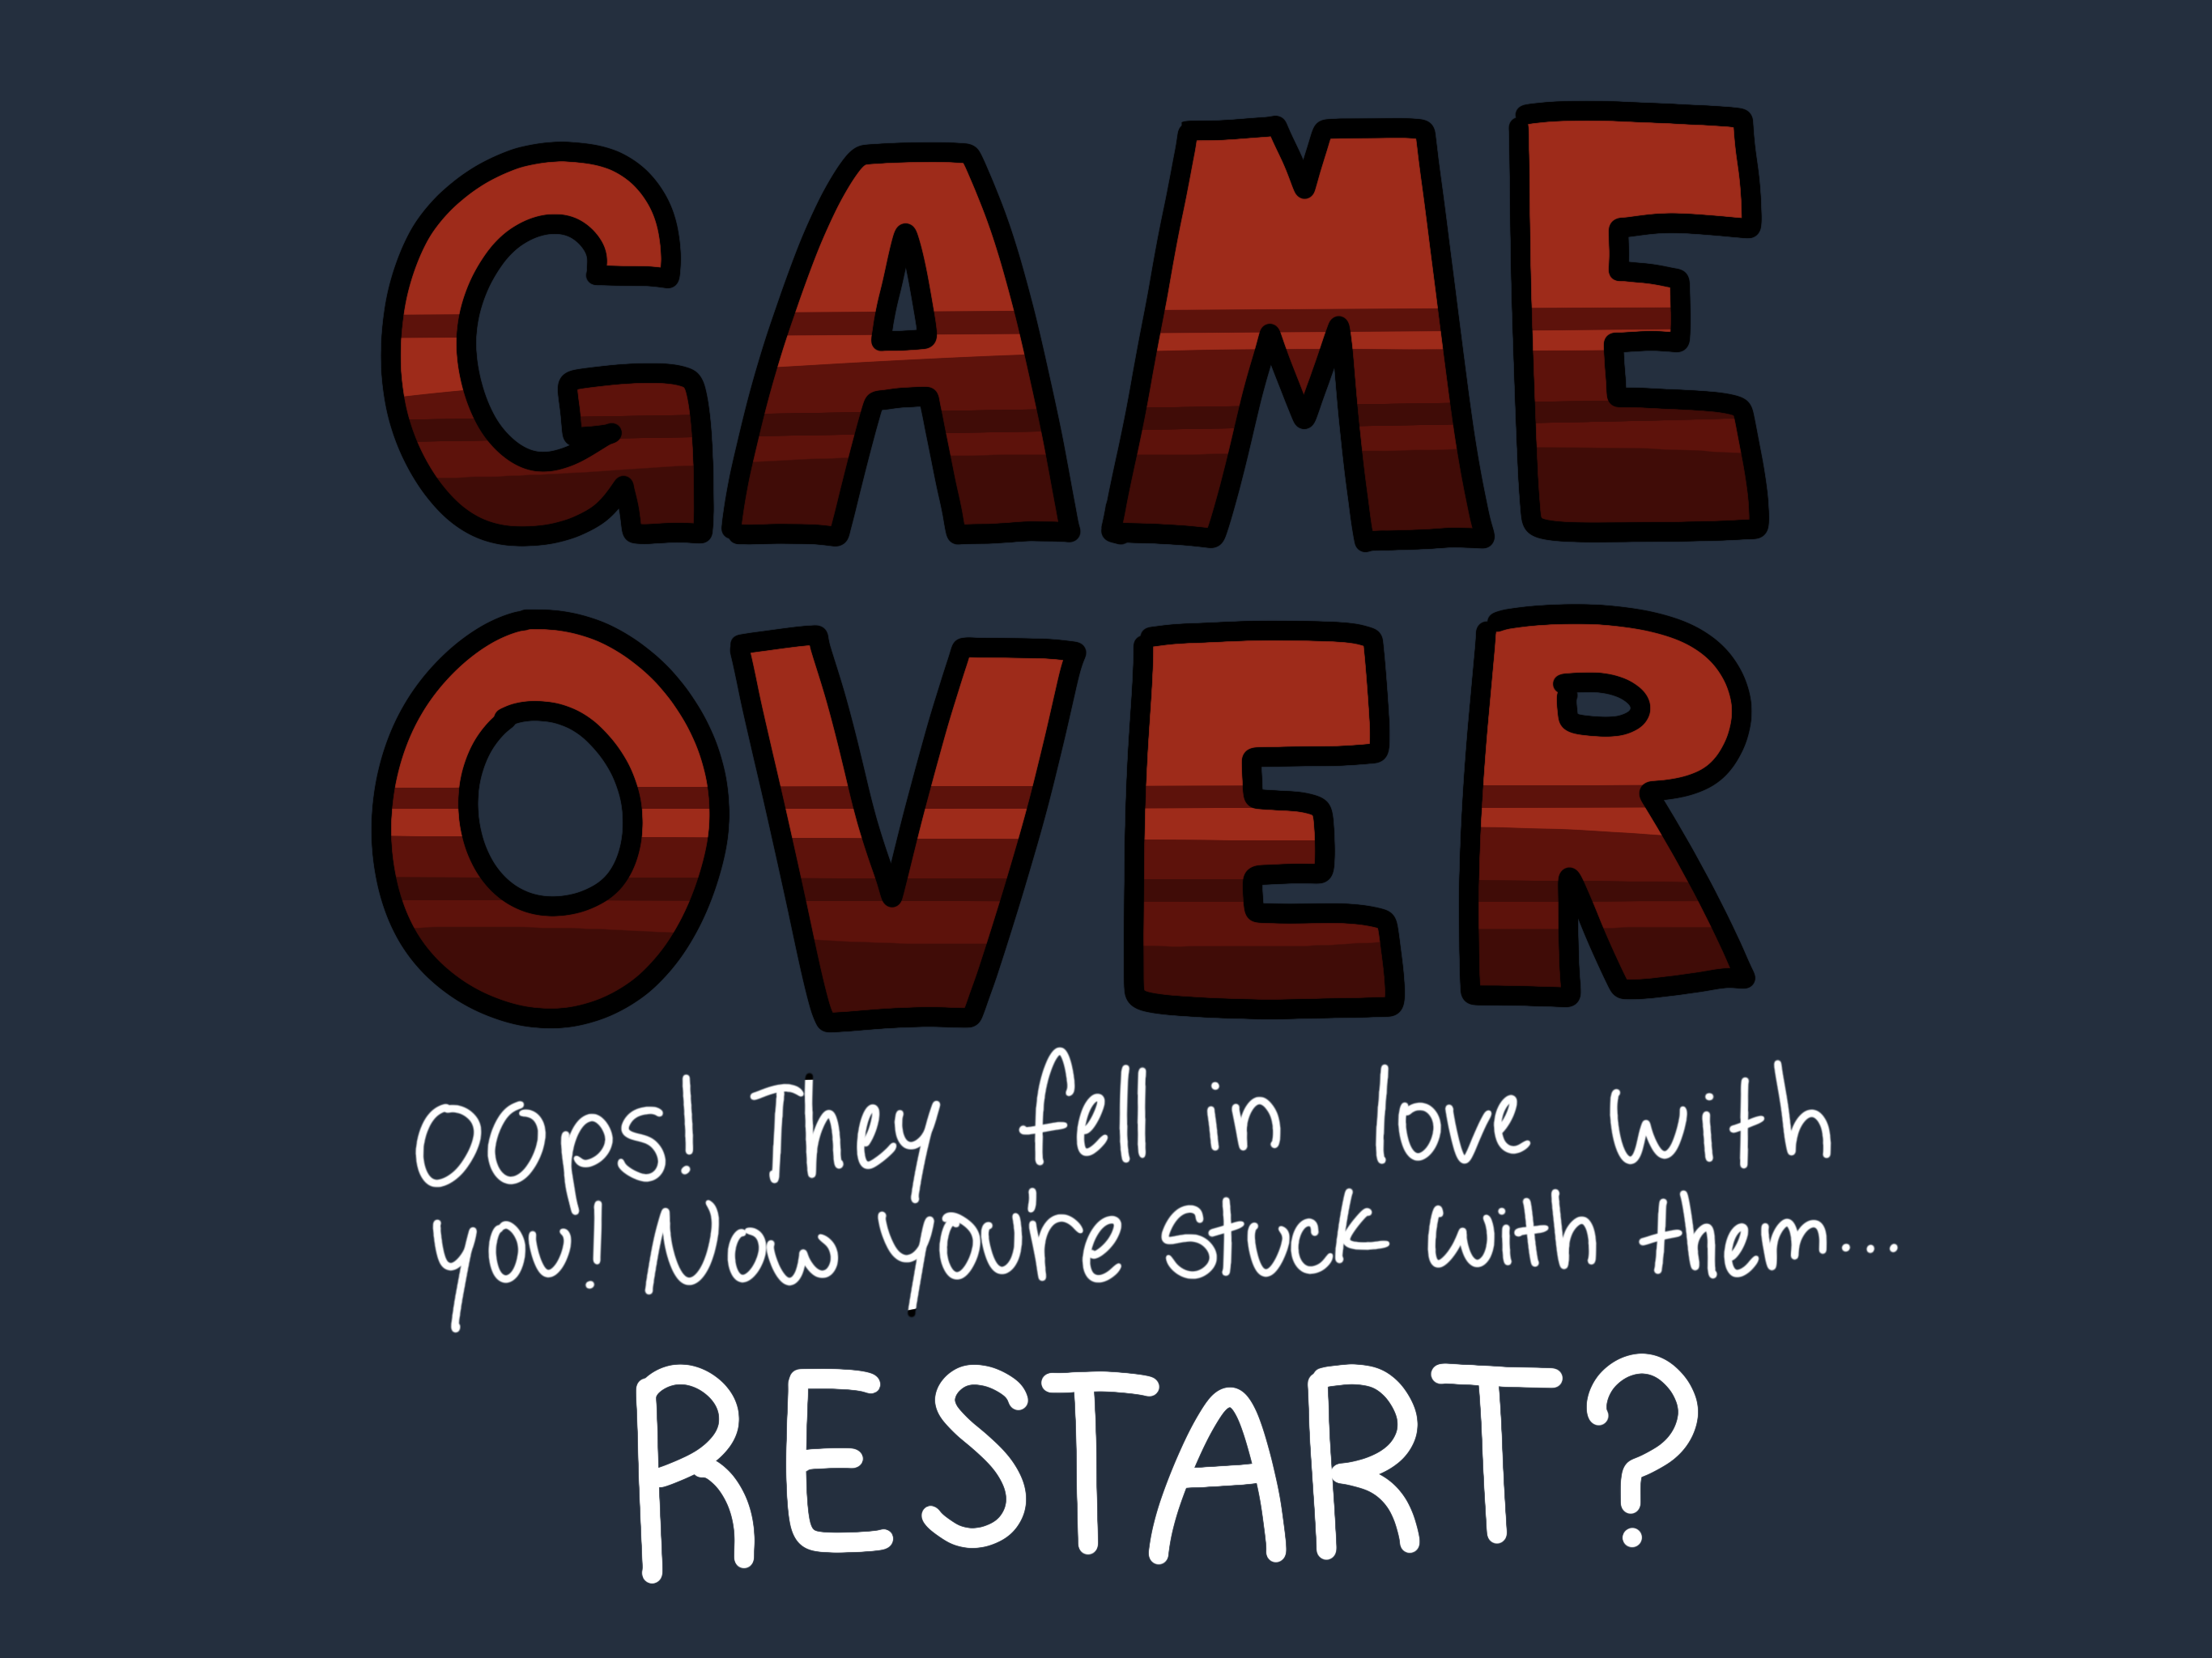 GAME
OVER
OOps! They fell in love with
you! Now you're stuck with them...
RESTART?